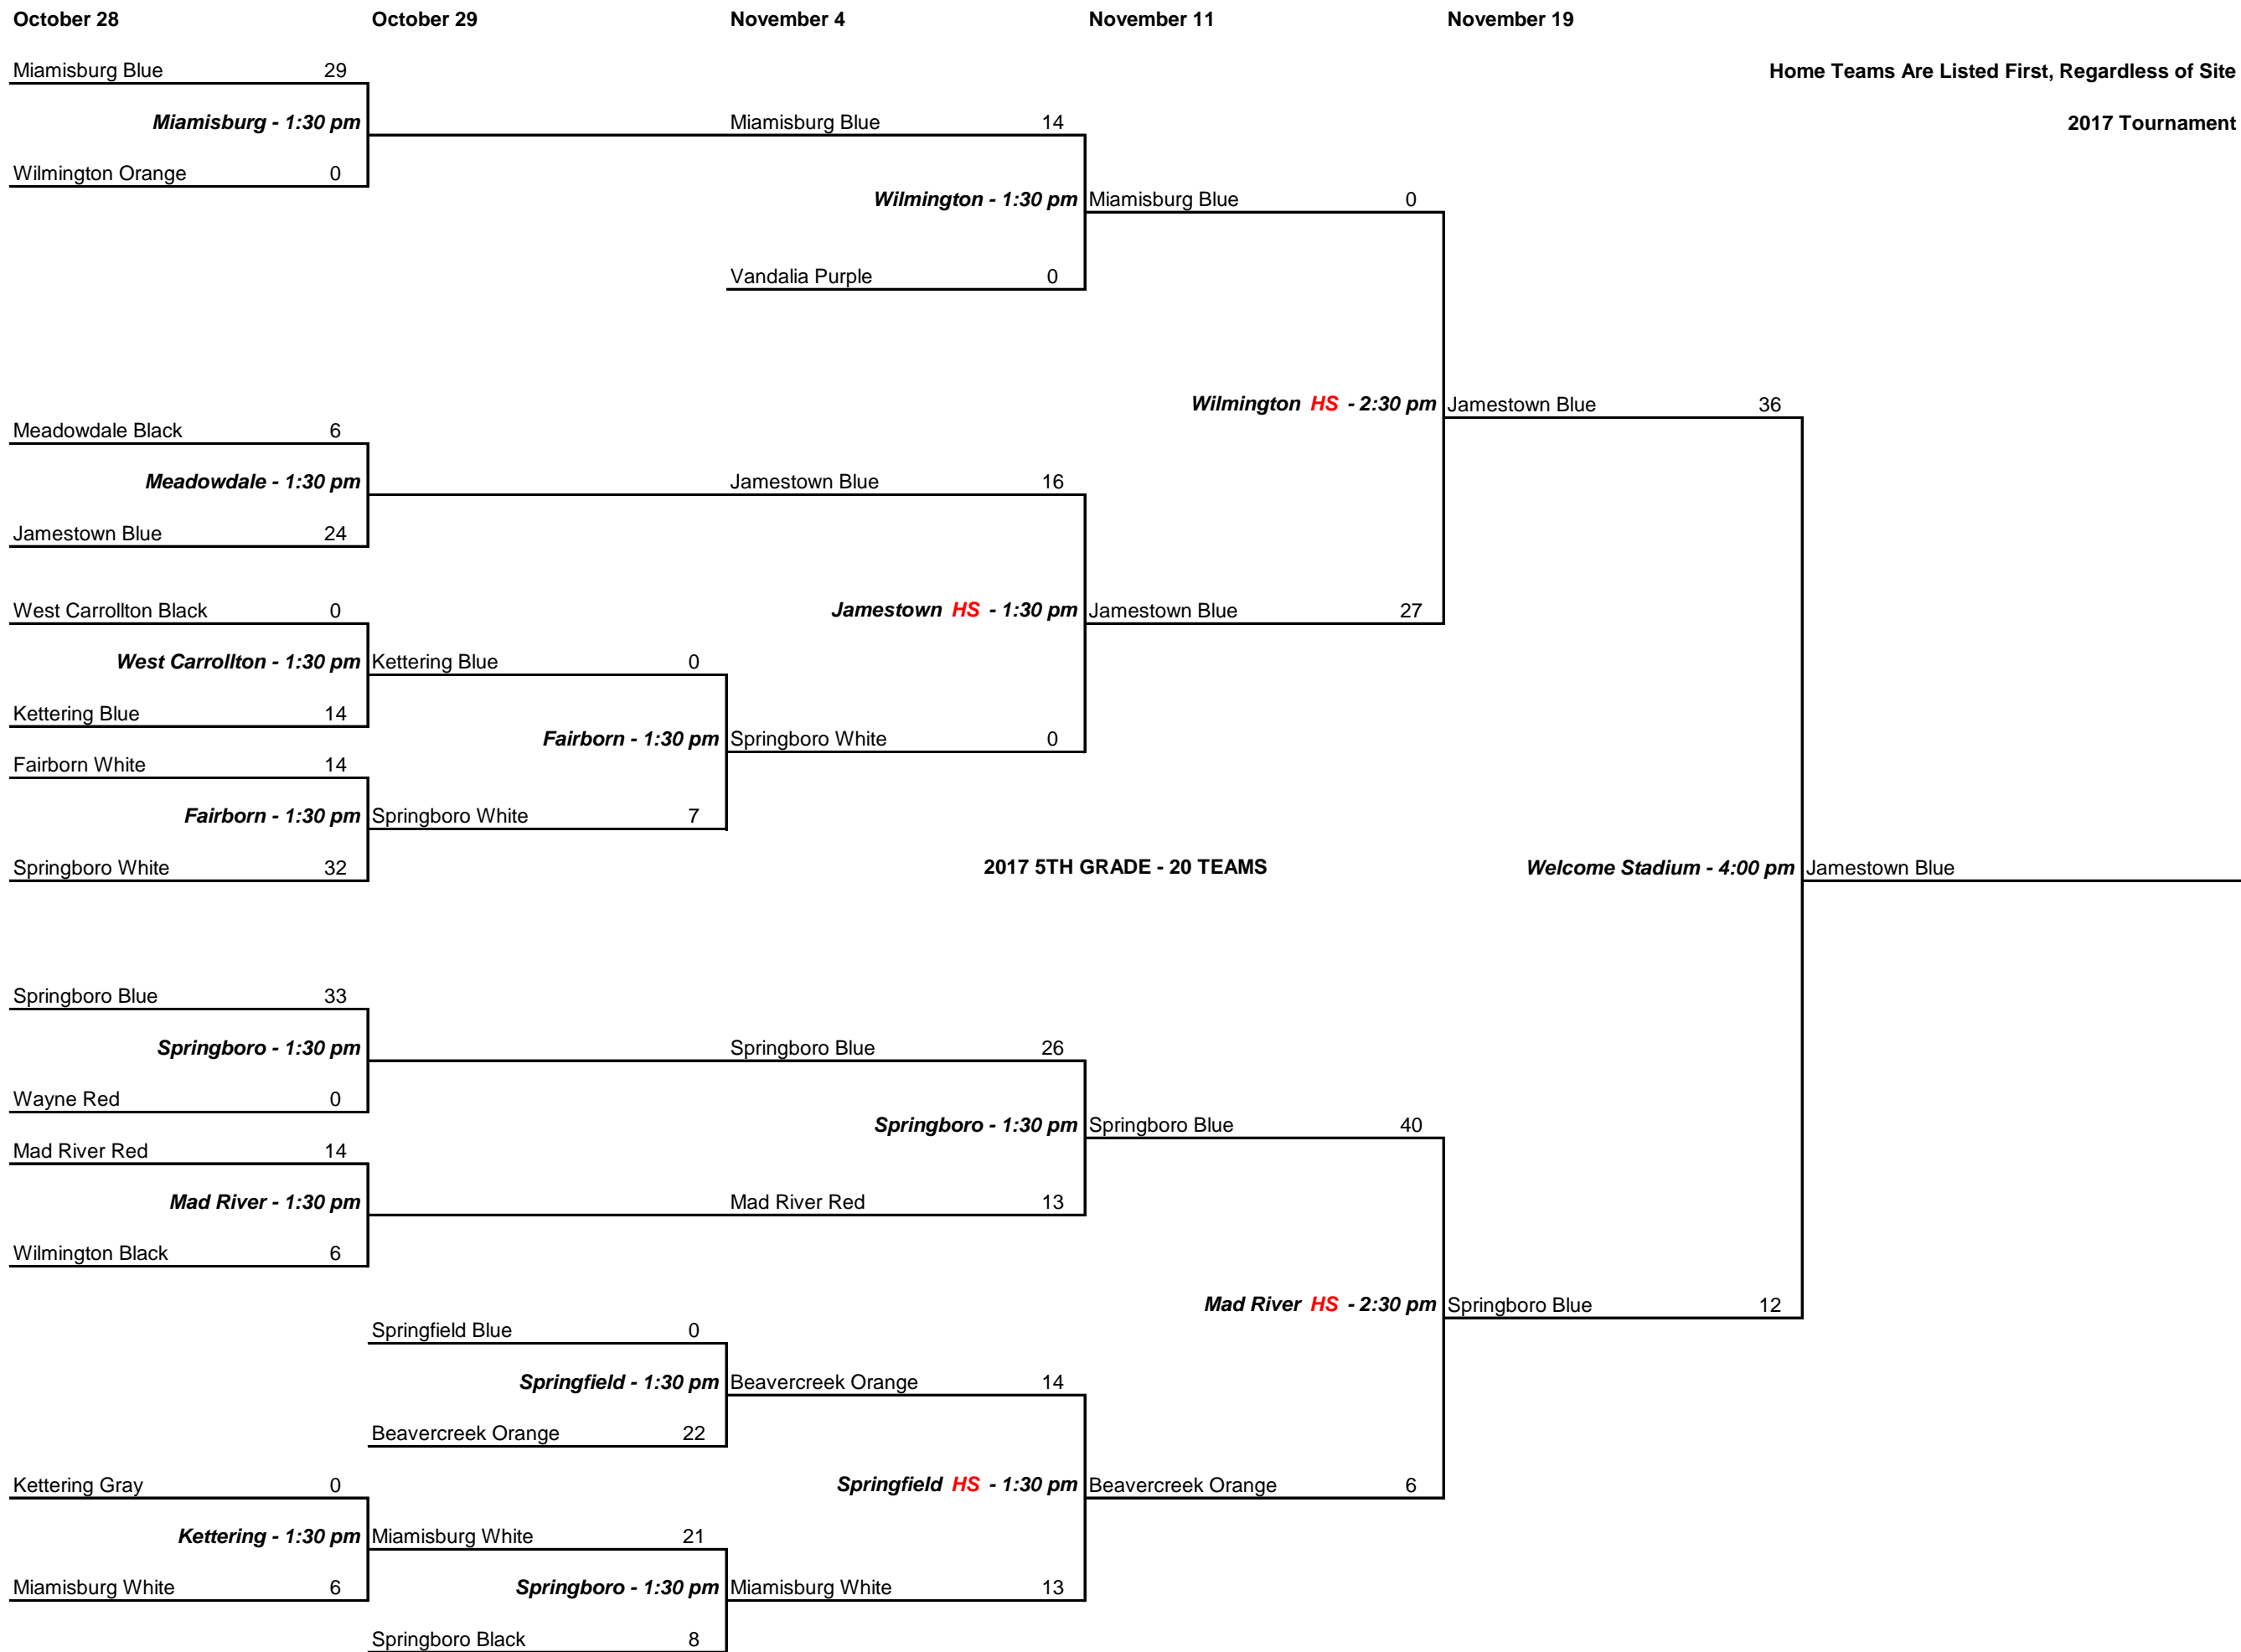 October 28 October 29 November 4 November 11 November 19
Miamisburg Blue 29 Home Teams Are Listed First, Regardless of Site
Miamisburg - 1:30 pm Miamisburg Blue 14 2017 Tournament
Wilmington Orange 0
Wilmington - 1:30 pm Miamisburg Blue 0
Vandalia Purple 0
Wilmington HS - 2:30 pm Jamestown Blue 36
Meadowdale Black 6
Meadowdale - 1:30 pm Jamestown Blue 16
Jamestown Blue 24
West Carrollton Black 0 Jamestown HS - 1:30 pm Jamestown Blue 27
West Carrollton - 1:30 pm Kettering Blue 0
Kettering Blue 14
Fairborn - 1:30 pm Springboro White 0
Fairborn White 14
Fairborn - 1:30 pm Springboro White 7
Springboro White 32 2017 5TH GRADE - 20 TEAMS Welcome Stadium - 4:00 pm Jamestown Blue
Springboro Blue 33
Springboro - 1:30 pm Springboro Blue 26
Wayne Red 0
Springboro - 1:30 pm Springboro Blue 40
Mad River Red 14
Mad River - 1:30 pm Mad River Red 13
Wilmington Black 6
Mad River HS - 2:30 pm Springboro Blue 12
Springfield Blue 0
Springfield - 1:30 pm Beavercreek Orange 14
Beavercreek Orange 22
Kettering Gray 0 Springfield HS - 1:30 pm Beavercreek Orange 6
Kettering - 1:30 pm Miamisburg White 21
Miamisburg White 6 Springboro - 1:30 pm Miamisburg White 13
Springboro Black 8